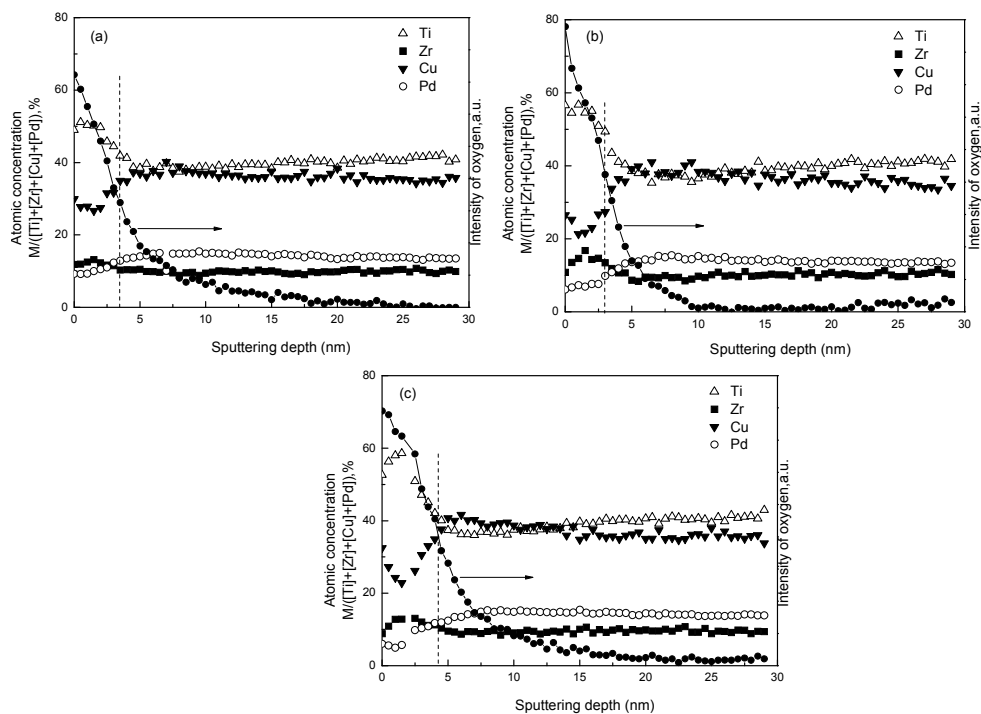 (a)
Ti
Zr
Cu
Pd
80
60
40
20
0
0 5 10 15 20 25 30
Sputtering depth (nm)
Atomic concentration
M/([Ti]+[Zr]+[Cu]+[Pd]),%
Intensity of oxygen,a.u.
(b)
Ti
Zr
Cu
Pd
80
60
40
20
0
0 5 10 15 20 25 30
Sputtering depth (nm)
Atomic concentration
M/([Ti]+[Zr]+[Cu]+[Pd]),%
Intensity of oxygen,a.u.
(c)
Ti
Zr
Cu
Pd
80
60
40
20
0
0 5 10 15 20 25 30
Sputtering depth (nm)
Atomic concentration
M/([Ti]+[Zr]+[Cu]+[Pd]),%
Intensity of oxygen,a.u.